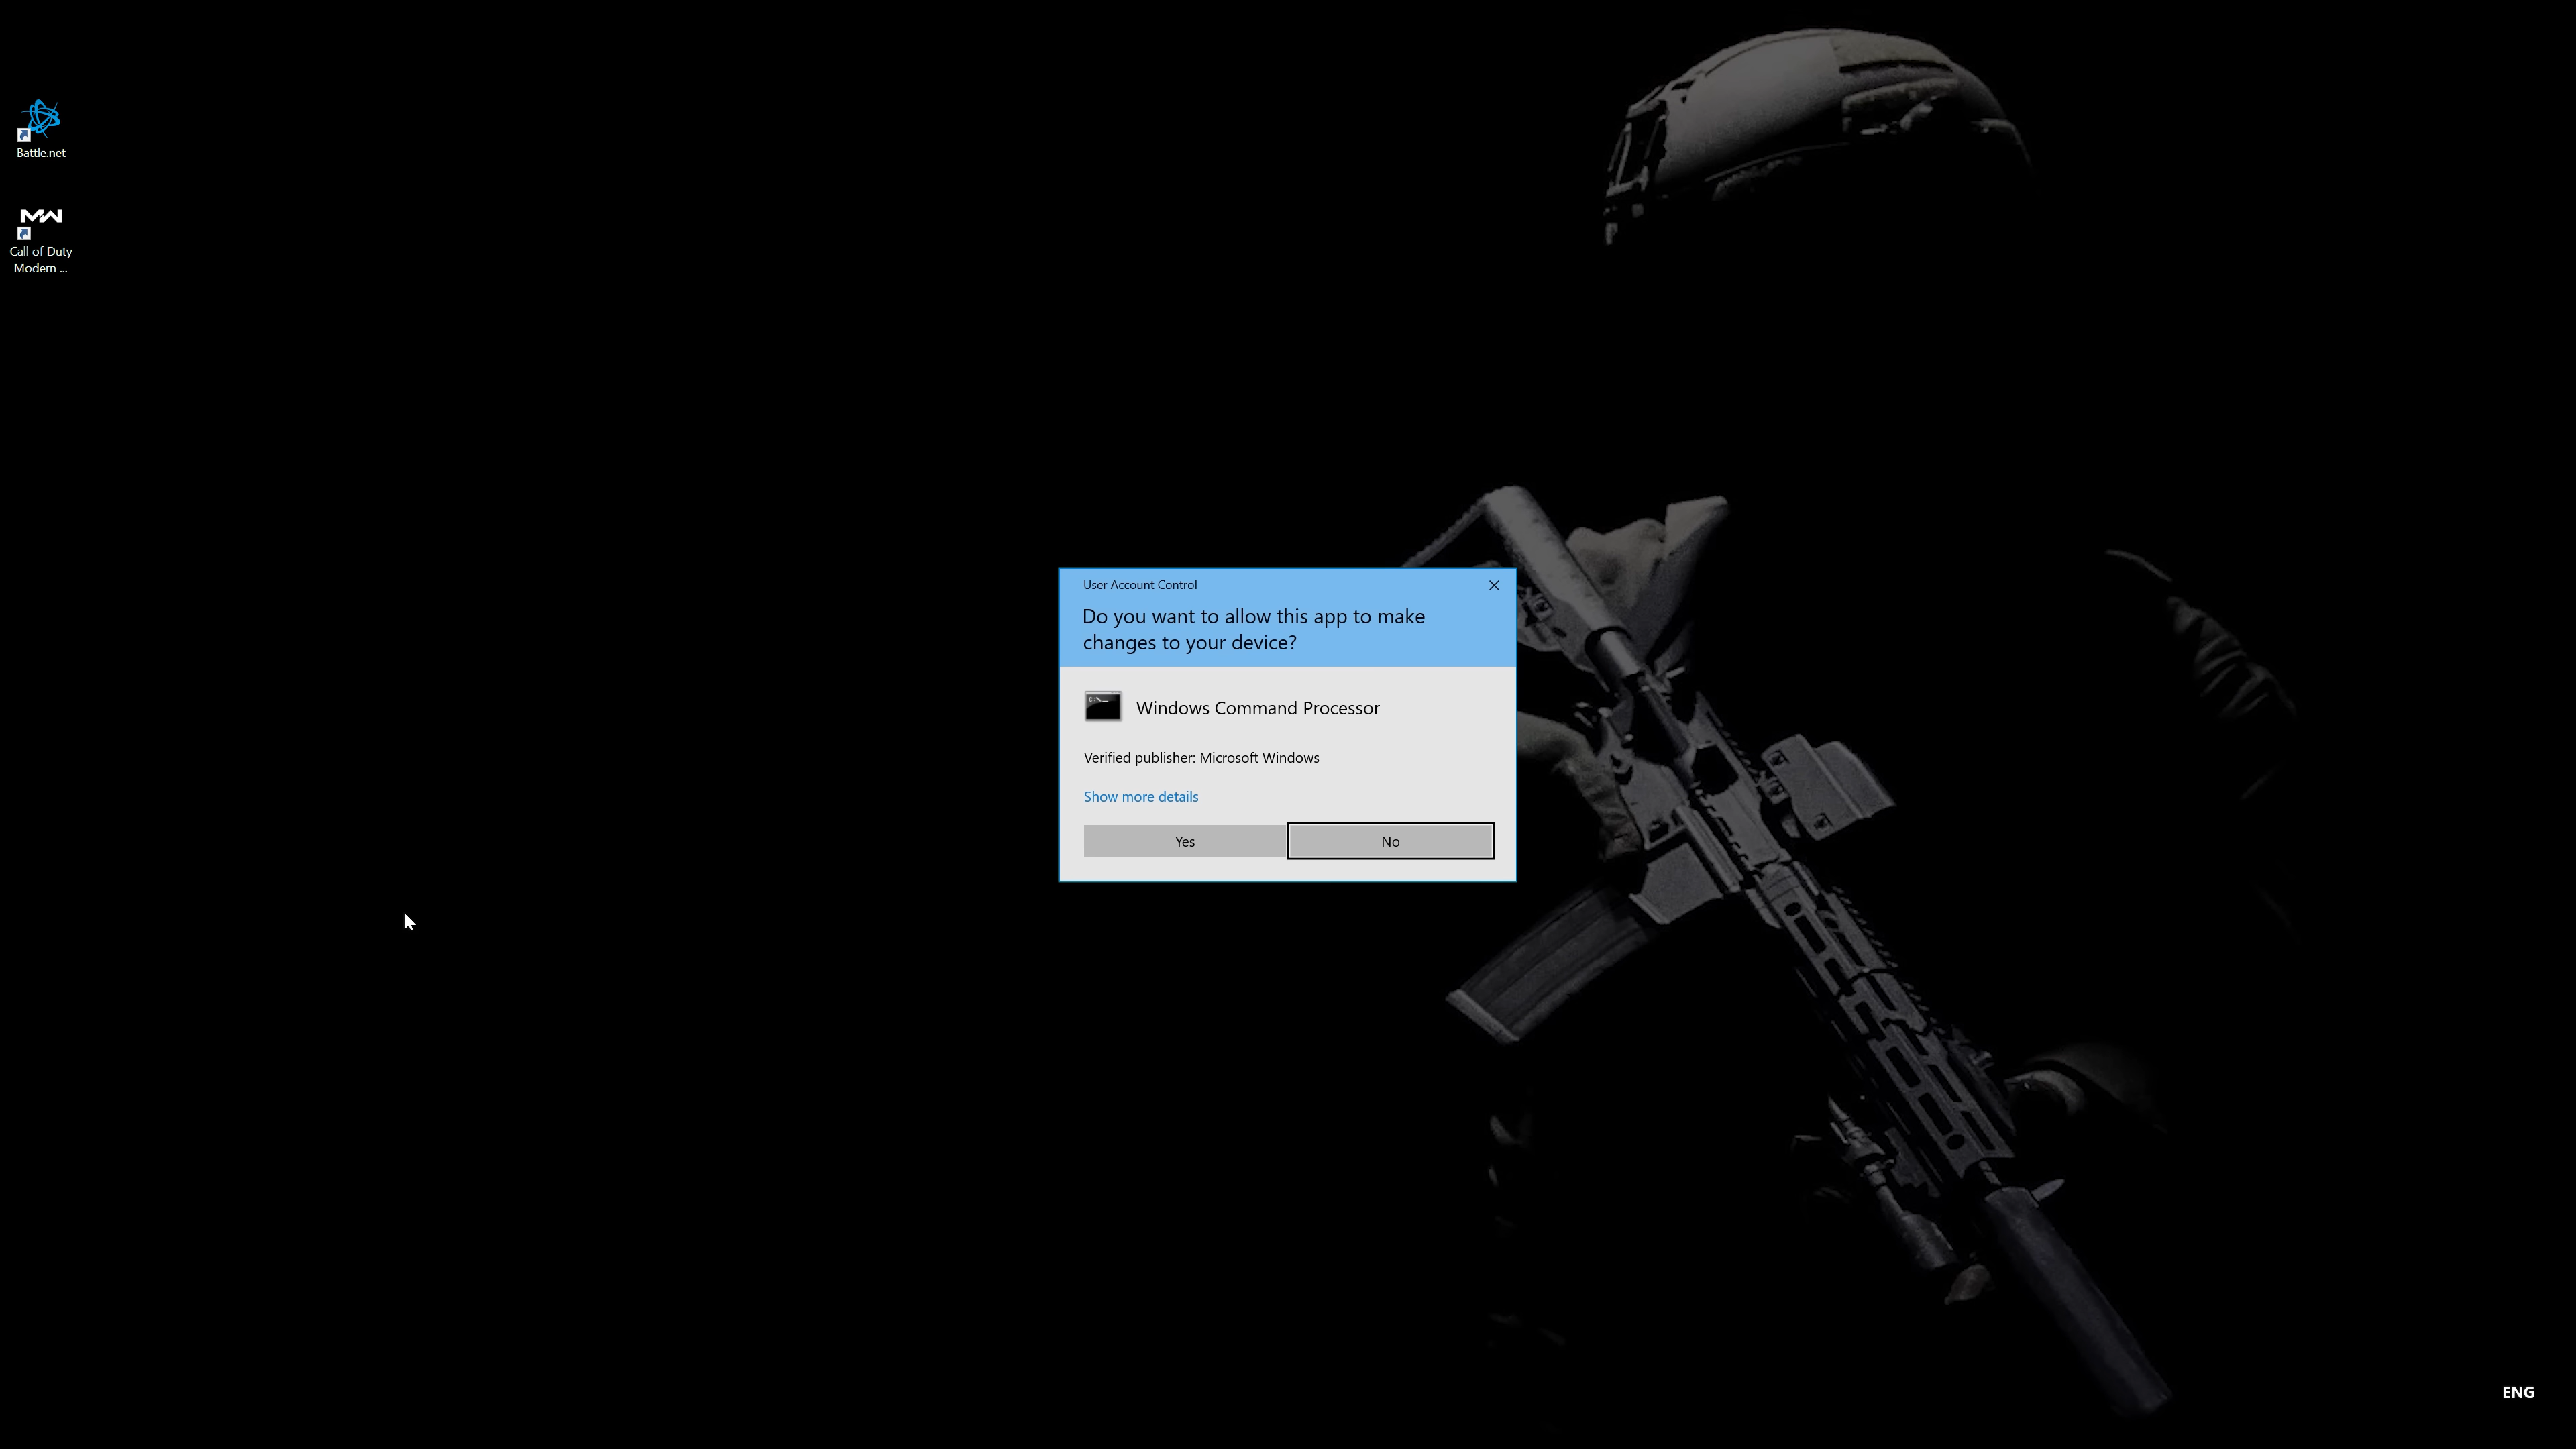 Battle.net
MW
Call of Duty
Modern ...
User Account Control
Do you want to allow this app to make
changes to your device?
Windows Command Processor
Verified publisher: Microsoft Windows
Show more details
Yes
No
ENG